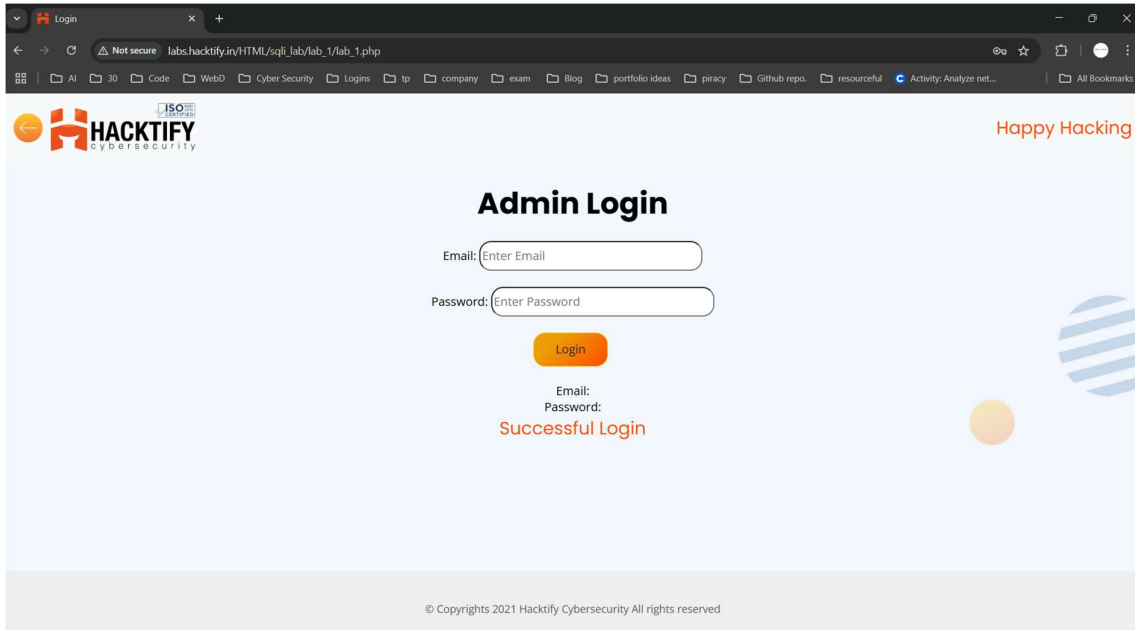 Login
Not secure labs.hacktify.in/HTML/sqli_lab/lab_1/lab_1.php
AI 30 Code WebD Cyber Security Logins tp company exam Blog portfolio ideas piracy Github repo. resourceful C Activity: Analyze net... All Bookmarks
ISO
CERTIFIED
HACKTIFY
cybersecurity
Happy Hacking
Admin Login
Email: Enter Email
Password: Enter Password
Login
Email:
Password:
Successful Login
© Copyrights 2021 Hacktify Cybersecurity All rights reserved